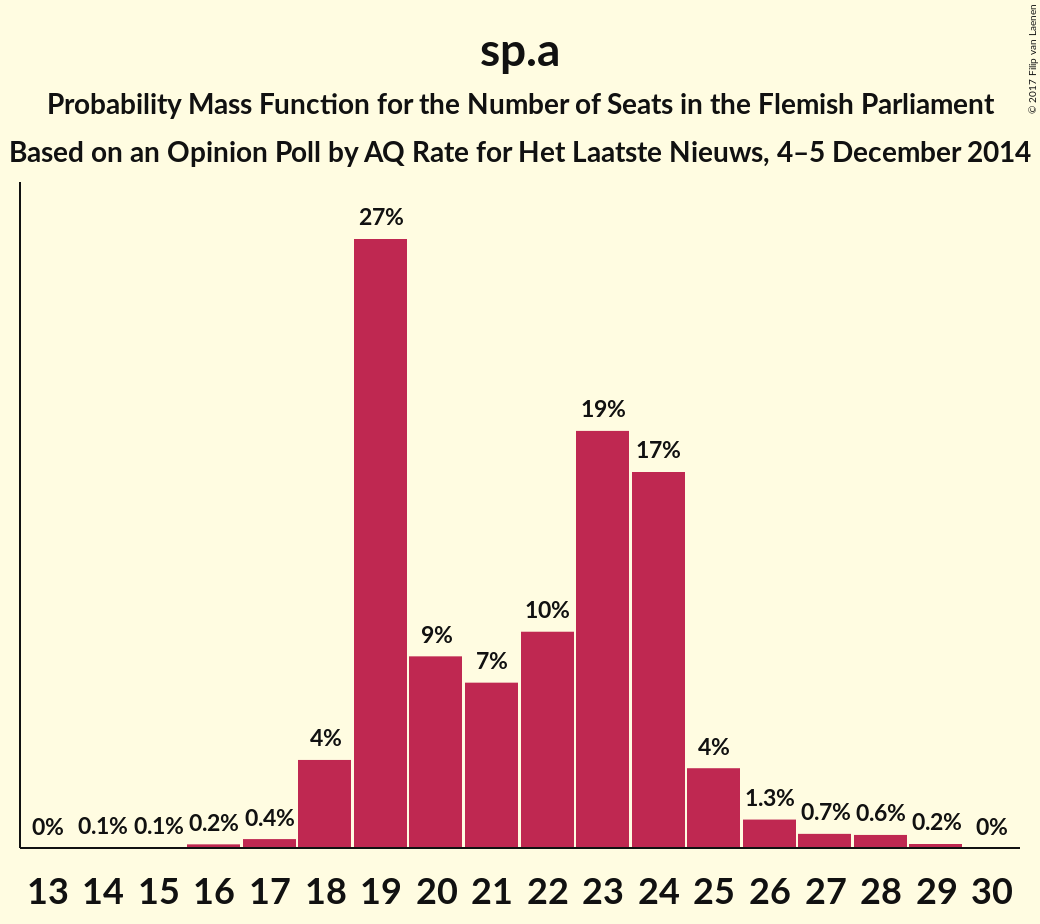 © 2017 Filip van Laenen
sp.a
Probability Mass Function for the Number of Seats in the Flemish Parliament
Based on an Opinion Poll by AQ Rate for Het Laatste Nieuws, 4–5 December 2014
27%
19%
17%
10%
9%
7%
4%
4%
1.3%
0% 0.1% 0.1% 0.2% 0.4% 0.7% 0.6% 0.2% 0%
13 14 15 16 17 18 19 20 21 22 23 24 25 26 27 28 29 30